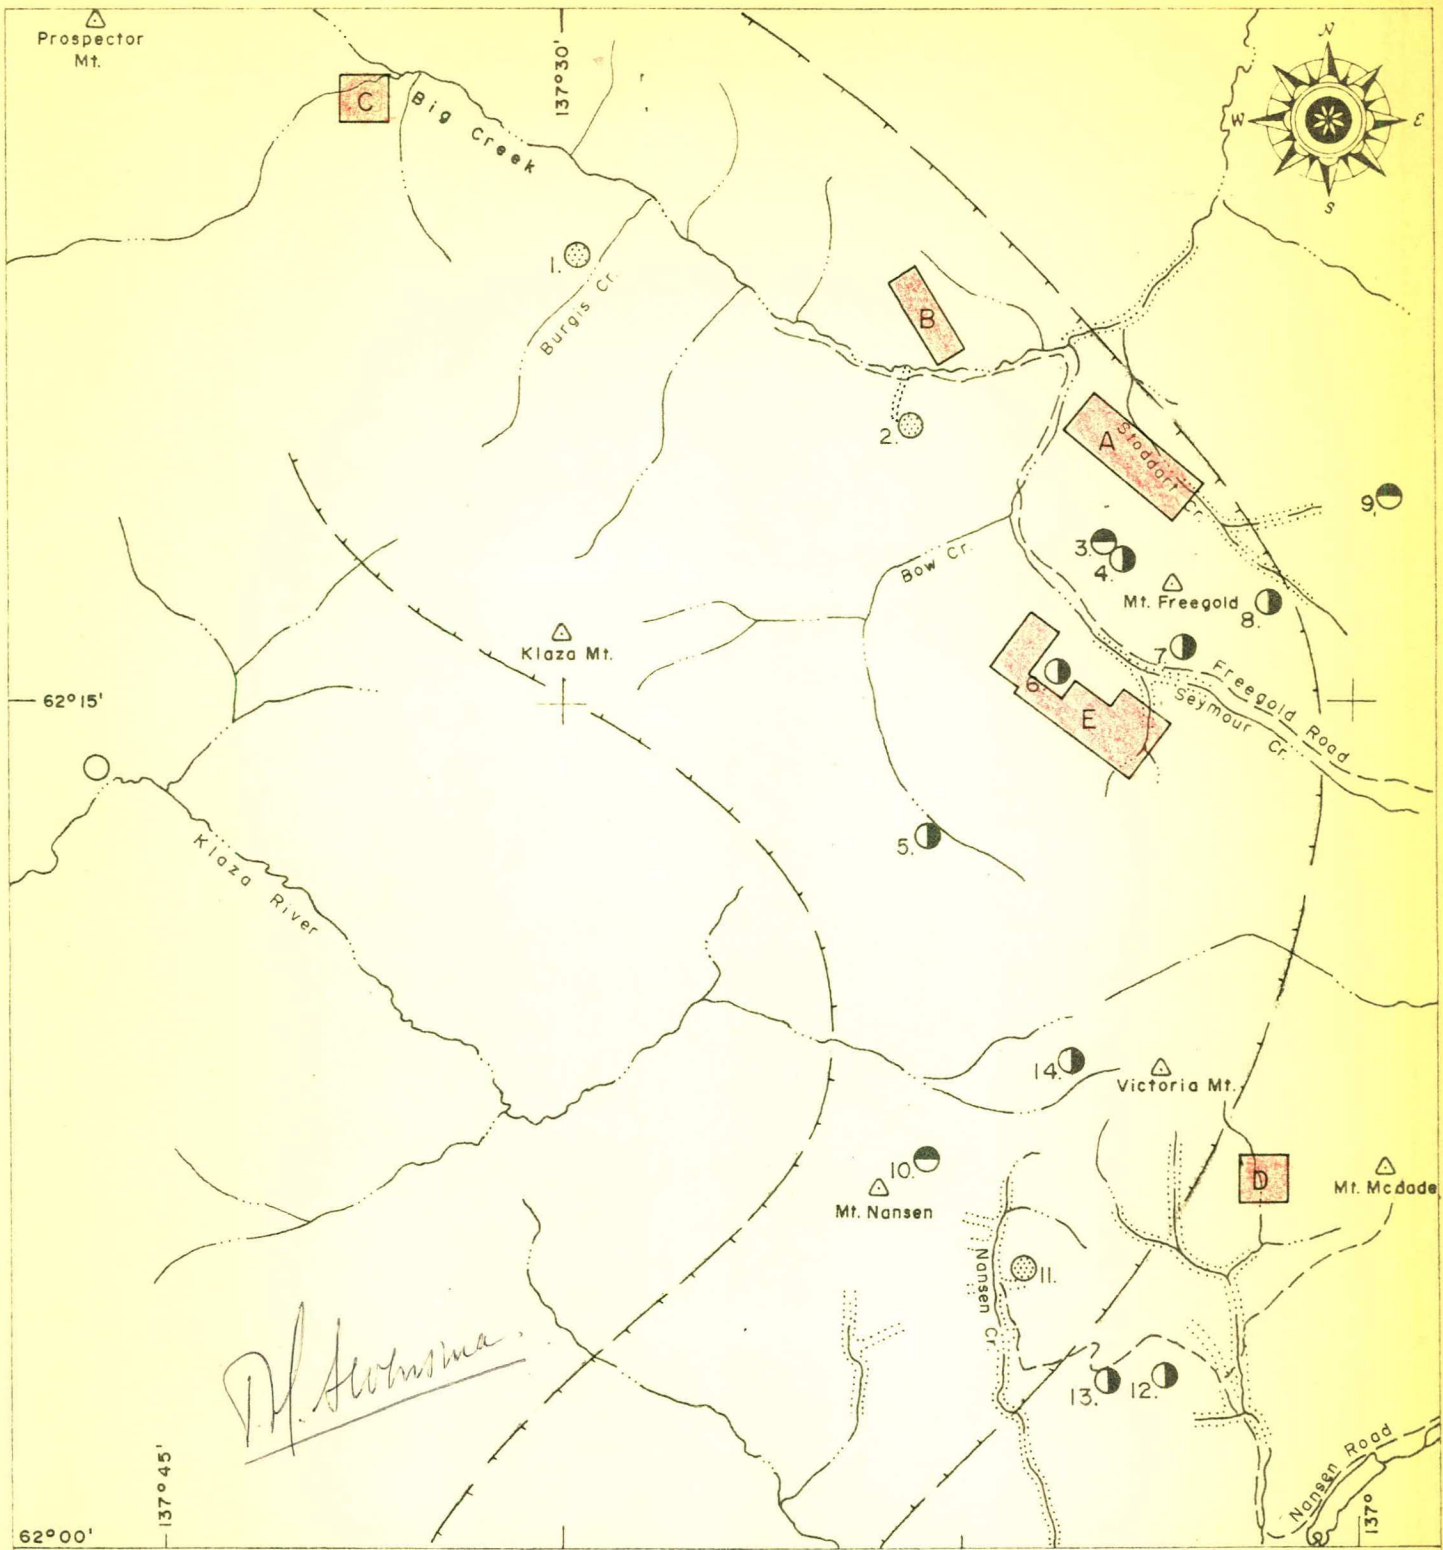 Prospector
Mt.
137°30'
N
W
E
S
C
Big Creek
1.
Burgis Cr.
B
2.
A
Stoddart Cr.
9.
3.
4.
Bow Cr.
Mt. Freegold
8.
Klaza Mt.
7.
6.
Freegold Road
62°15'
E
Seymour Cr.
5.
Klaza River
14.
Victoria Mt.
10.
D
Mt. Nansen
Mt. McDade
11.
Nansen Cr.
13.
12.
137°45'
Nansen Road
137°
62°00'